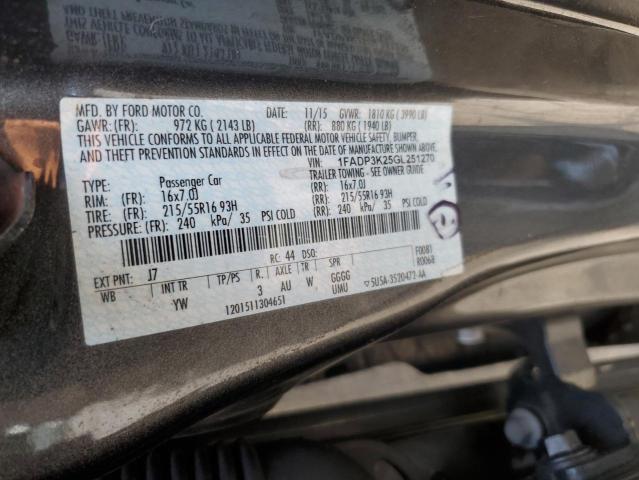 MFD. BY FORD MOTOR CO.
DATE: 11/15 GVWR: 1810 KG ( 3990 LB)
GAWR: (FR): 972 KG ( 2143 LB) (RR): 880 KG ( 1940 LB)
THIS VEHICLE CONFORMS TO ALL APPLICABLE FEDERAL MOTOR VEHICLE SAFETY, BUMPER,
AND THEFT PREVENTION STANDARDS IN EFFECT ON THE DATE OF MANUFACTURE SHOWN ABOVE.
VIN: 1FADP3K25GL251270
TYPE: Passenger Car TRAILER TOWING - SEE OWNER GUIDE
RIM: (FR): 16x7.0J (RR): 16x7.0J
TIRE: (FR): 215/55R16 93H (RR): 215/55R16 93H
PRESSURE: (FR): 240 kPa/ 35 PSI COLD (RR): 240 kPa/ 35 PSI COLD
EXT PNT: J7 RC: 44 DSO: F0081
R0068
WB INT TR TP/PS R. AXLE TR SPR
YW 3 AU W GGGG
UMU
1201511304651
5U5A-3520472-AA